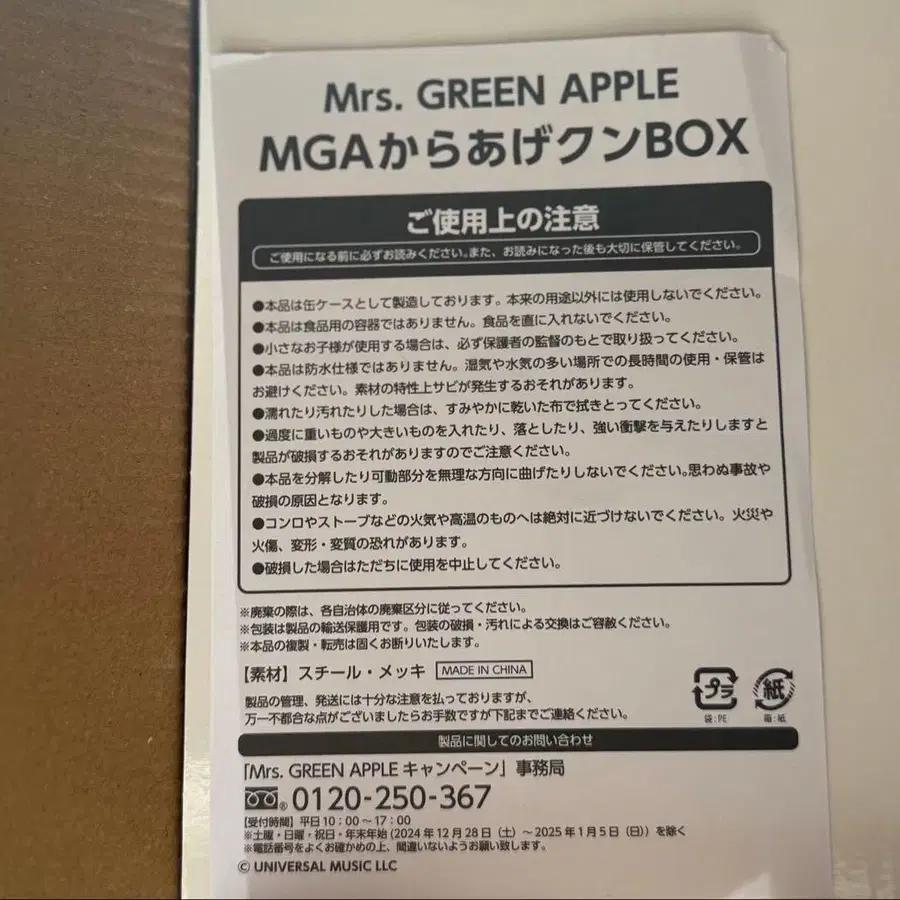 Mrs. GREEN APPLE
MGAからあげクンBOX
ご使用上の注意
ご使用になる前に必ずお読みください。また、お読みになった後も大切に保管してください。
●本品は缶ケースとして製造しております。本来の用途以外には使用しないでください。
●本品は食品用の容器ではありません。食品を直に入れないでください。
●小さなお子様が使用する場合は、必ず保護者の監督のもとで取り扱ってください。
●本品は防水仕様ではありません。湿気や水気の多い場所での長時間の使用・保管は
お避けください。素材の特性上サビが発生するおそれがあります。
●濡れたり汚れたりした場合は、すみやかに乾いた布で拭きとってください。
●過度に重いものや大きいものを入れたり、落としたり、強い衝撃を与えたりしますと
製品が破損するおそれがありますのでご注意ください。
●本品を分解したり可動部分を無理な方向に曲げたりしないでください。思わぬ事故や
破損の原因となります。
●コンロやストーブなどの火気や高温のものへは絶対に近づけないでください。火災や
火傷、変形・変質の恐れがあります。
●破損した場合はただちに使用を中止してください。
※廃棄の際は、各自治体の廃棄区分に従ってください。
※包装は製品の輸送保護用です。包装の破損・汚れによる交換はご容赦ください。
※本品の複製・転売は固くお断りいたします。
【素材】スチール・メッキ MADE IN CHINA
製品の管理、発送には十分な注意を払っておりますが、
万一不都合な点がございましたらお手数ですが下記までご連絡ください。
プラ
袋:PE
紙
箱:紙
製品に関してのお問い合わせ
「Mrs. GREEN APPLE キャンペーン」事務局
® 0120-250-367
【受付時間】平日10:00～17:00
※土曜・日曜・祝日・年末年始(2024年12月28日(土)～2025年1月5日(日))を除く
※電話番号をよくお確かめの上、間違いないようお願い致します。
© UNIVERSAL MUSIC LLC